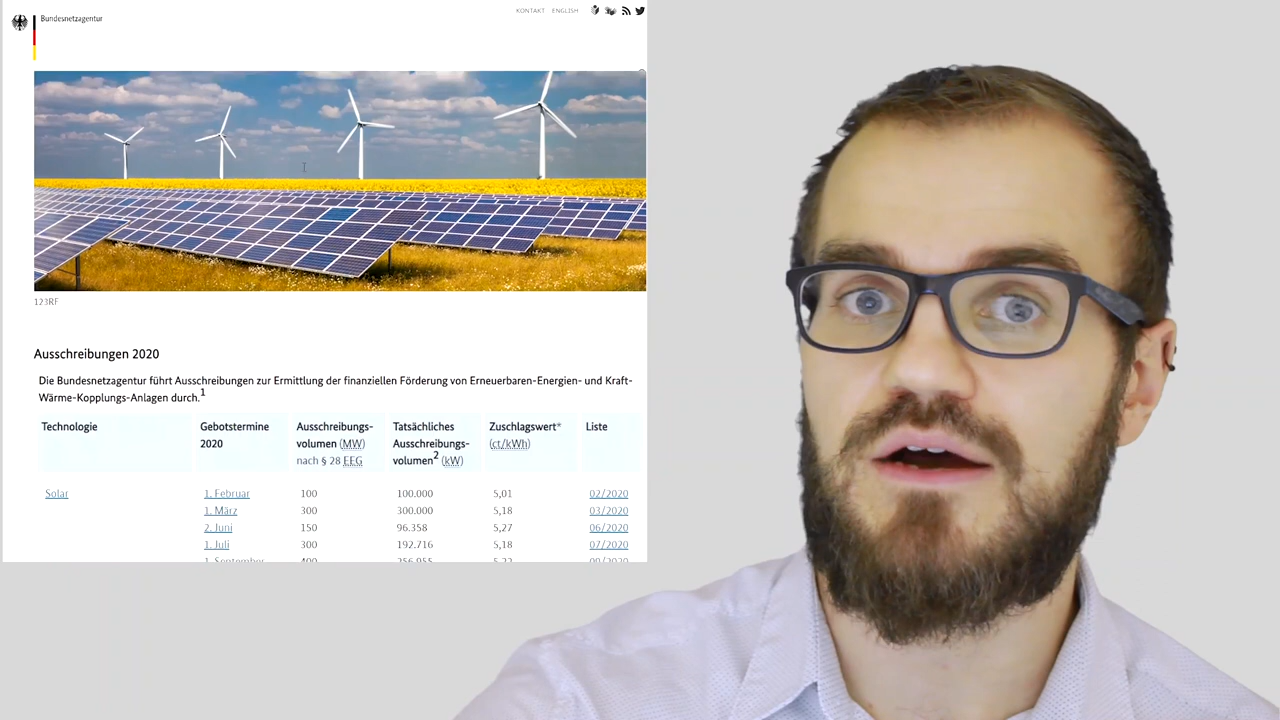 Bundesnetzagentur
KONTAKT ENGLISH
123RF
Ausschreibungen 2020
Die Bundesnetzagentur führt Ausschreibungen zur Ermittlung der finanziellen Förderung von Erneuerbaren-Energien- und Kraft-
Wärme-Kopplungs-Anlagen durch.1
Technologie Gebotstermine Ausschreibungs- Tatsächliches Zuschlagswert* Liste
2020 volumen (MW) Ausschreibungs- (ct/kWh)
nach § 28 EEG volumen2 (kW)
Solar 1. Februar 100 100.000 5,01 02/2020
1. März 300 300.000 5,18 03/2020
2. Juni 150 96.358 5,27 06/2020
1. Juli 300 192.716 5,18 07/2020
1. September 400